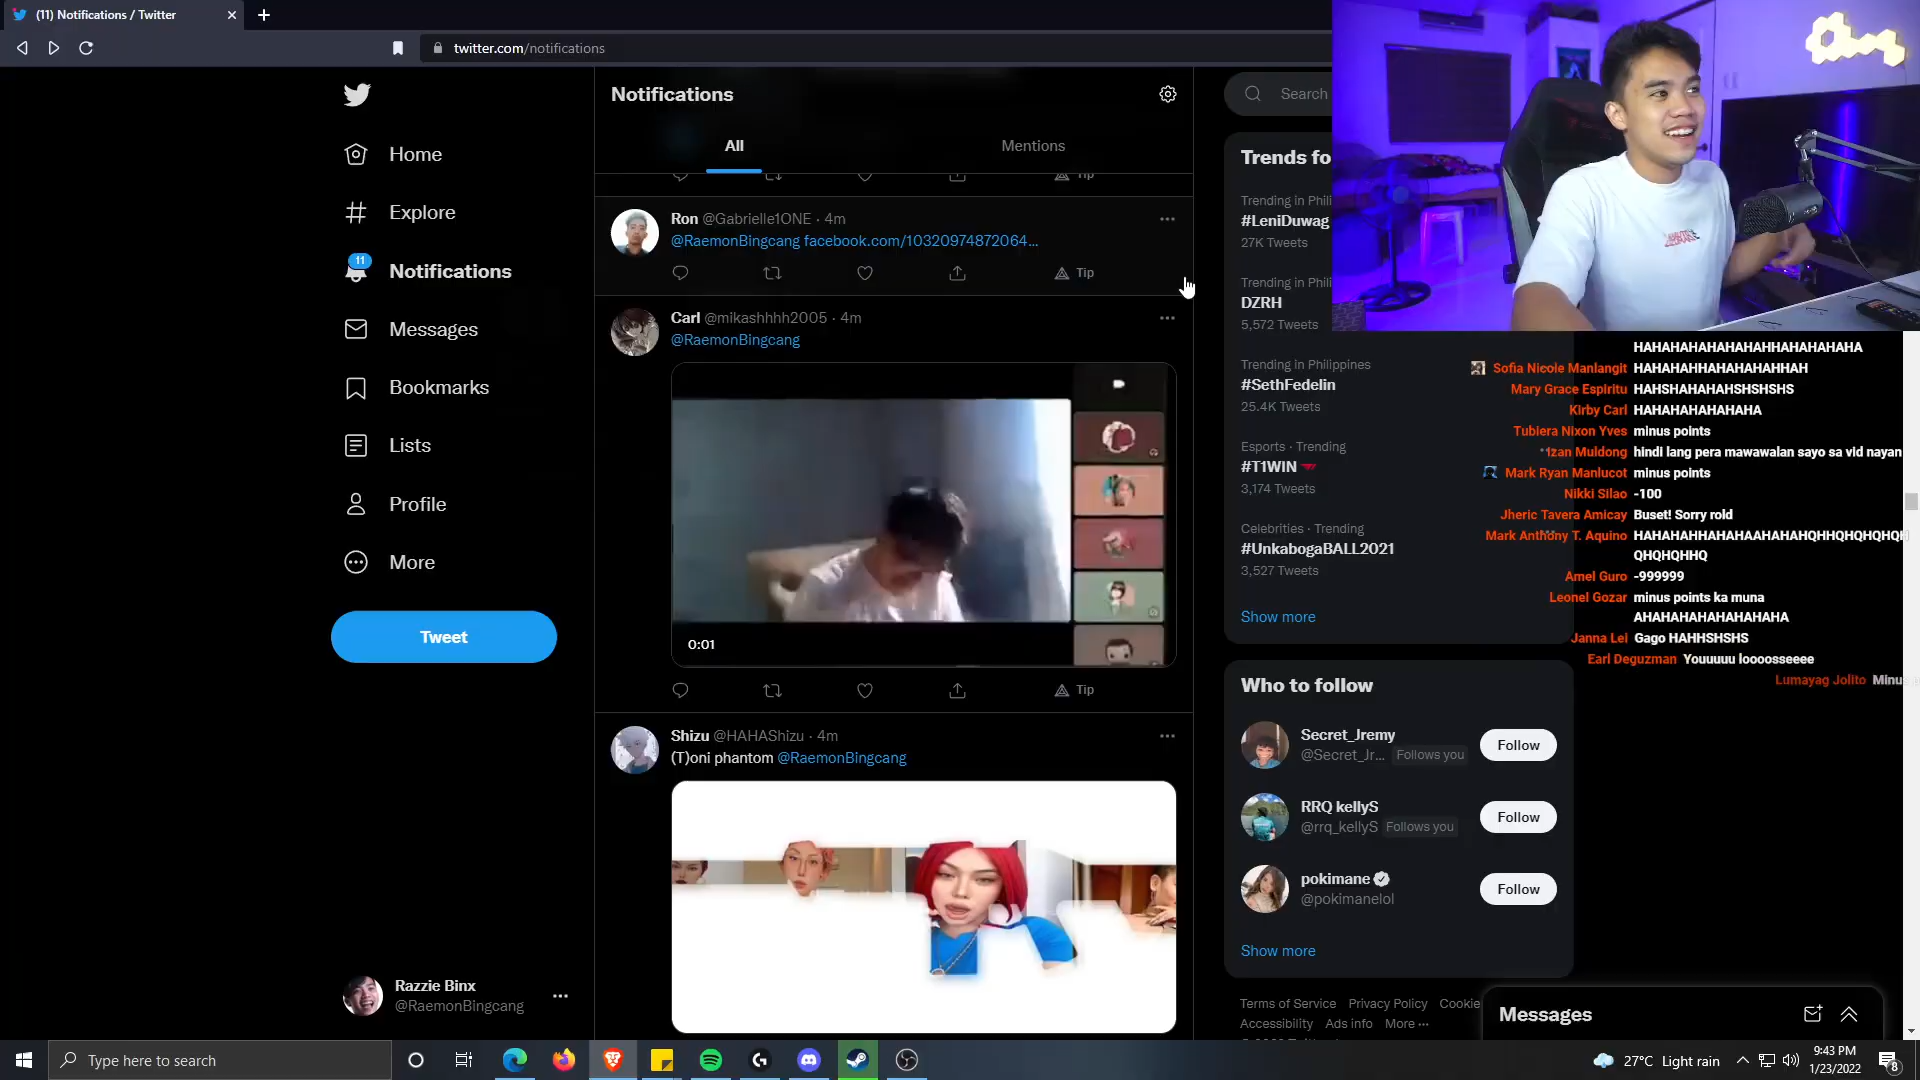 (11) Notifications / Twitter
twitter.com/notifications
Home
Explore
11
Notifications
Messages
Bookmarks
Lists
Profile
More
Tweet
Razzie Binx
@RaemonBingcang
Notifications
All
Mentions
Tip
Ron @Gabrielle1ONE · 4m
@RaemonBingcang facebook.com/10320974872064...
Tip
Carl @mikashhhh2005 · 4m
@RaemonBingcang
0:01
Tip
Shizu @HAHAShizu · 4m
(T)oni phantom @RaemonBingcang
Search
Trends fo
Trending in Phili
#LeniDuwag
27K Tweets
Trending in Phili
DZRH
5,572 Tweets
Trending in Philippines
#SethFedelin
25.4K Tweets
Esports · Trending
#T1WIN
3,174 Tweets
Celebrities · Trending
#UnkabogaBALL2021
3,527 Tweets
Show more
Who to follow
Secret_Jremy
@Secret_Jr... Follows you
Follow
RRQ kellyS
@rrq_kellyS Follows you
Follow
pokimane
@pokimanelol
Follow
Show more
Terms of Service Privacy Policy Cookie
Accessibility Ads info More ···
Messages
HAHAHAHAHAHAHAHHAHAHAHAHA
Sofia Nicole Manlangit HAHAHAHHAHAHAHAHHAH
Mary Grace Espiritu HAHSHAHAHAHSHSHSHS
Kirby Carl HAHAHAHAHAHAHA
Tubiera Nixon Yves minus points
Izan Muldong hindi lang pera mawawalan sayo sa vid nayan
Mark Ryan Manlucot minus points
Nikki Silao -100
Jheric Tavera Amicay Buset! Sorry rold
Mark Anthony T. Aquino HAHAHAHHAHAHAAHAHAHQHHQHQHQHQH
QHQHQHHQ
Amel Guro -999999
Leonel Gozar minus points ka muna
AHAHAHAHAHAHAHAHA
Janna Lei Gago HAHHSHSHS
Earl Deguzman Youuuuu loooosseeee
Lumayag Jolito Minu
Type here to search
27°C Light rain
9:43 PM
1/23/2022
8